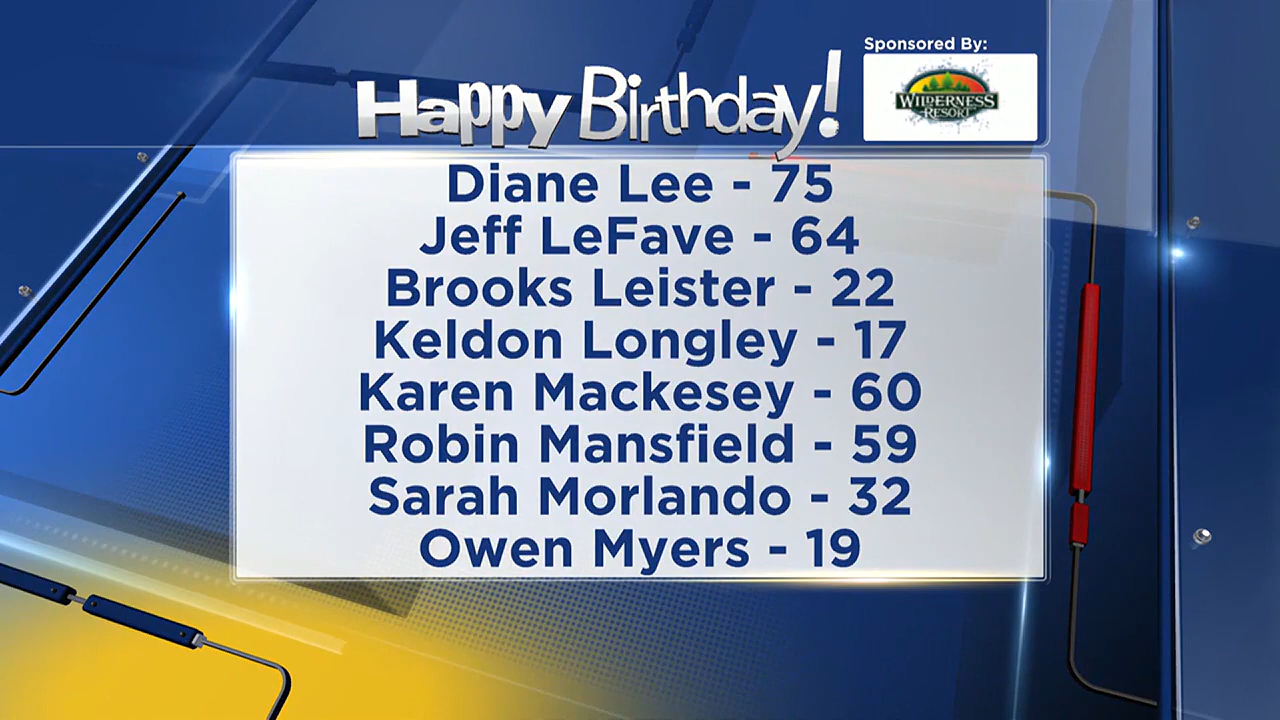 Sponsored By:
Happy Birthday!
WILDERNESS
RESORT
Diane Lee - 75
Jeff LeFave - 64
Brooks Leister - 22
Keldon Longley - 17
Karen Mackesey - 60
Robin Mansfield - 59
Sarah Morlando - 32
Owen Myers - 19